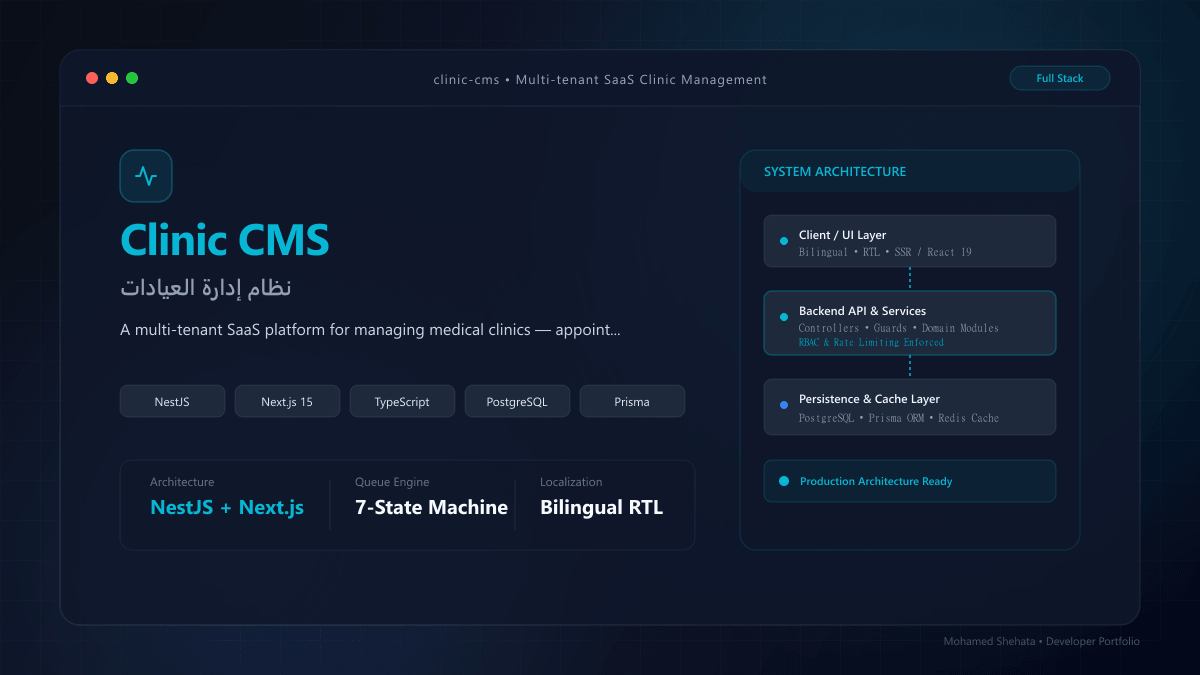 clinic-cms • Multi-tenant SaaS Clinic Management
Full Stack
Clinic CMS
نظام إدارة العيادات
A multi-tenant SaaS platform for managing medical clinics — appoint...
NestJS
Next.js 15
TypeScript
PostgreSQL
Prisma
Architecture
NestJS + Next.js
Queue Engine
7-State Machine
Localization
Bilingual RTL
SYSTEM ARCHITECTURE
Client / UI Layer
Bilingual • RTL • SSR / React 19
Backend API & Services
Controllers • Guards • Domain Modules
RBAC & Rate Limiting Enforced
Persistence & Cache Layer
PostgreSQL • Prisma ORM • Redis Cache
Production Architecture Ready
Mohamed Shehata • Developer Portfolio